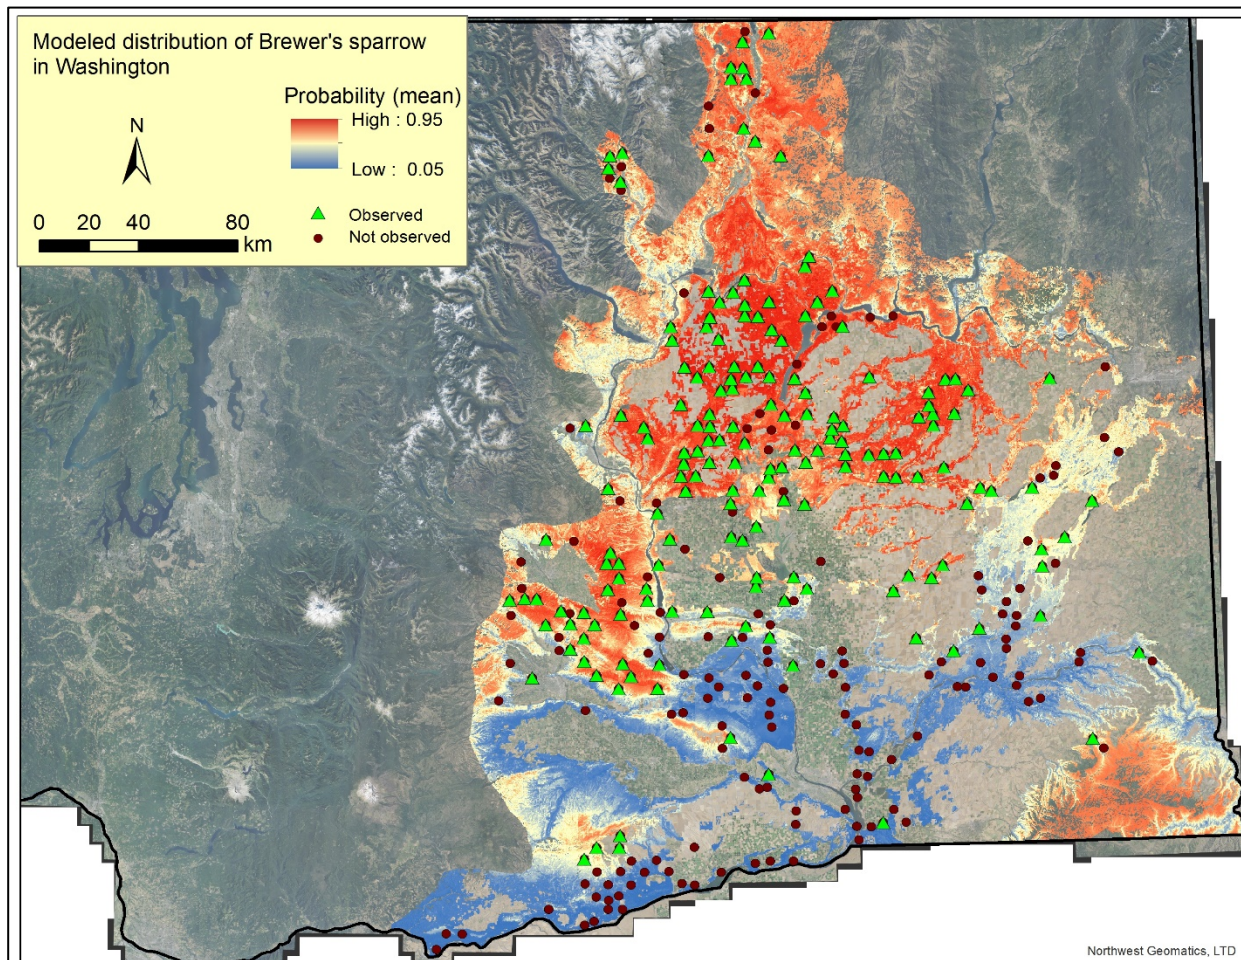 Modeled distribution of Brewer's sparrow
in Washington
Probability (mean)
N
High : 0.95
Low : 0.05
0 20 40 80
km
Observed
Not observed
Northwest Geomatics, LTD